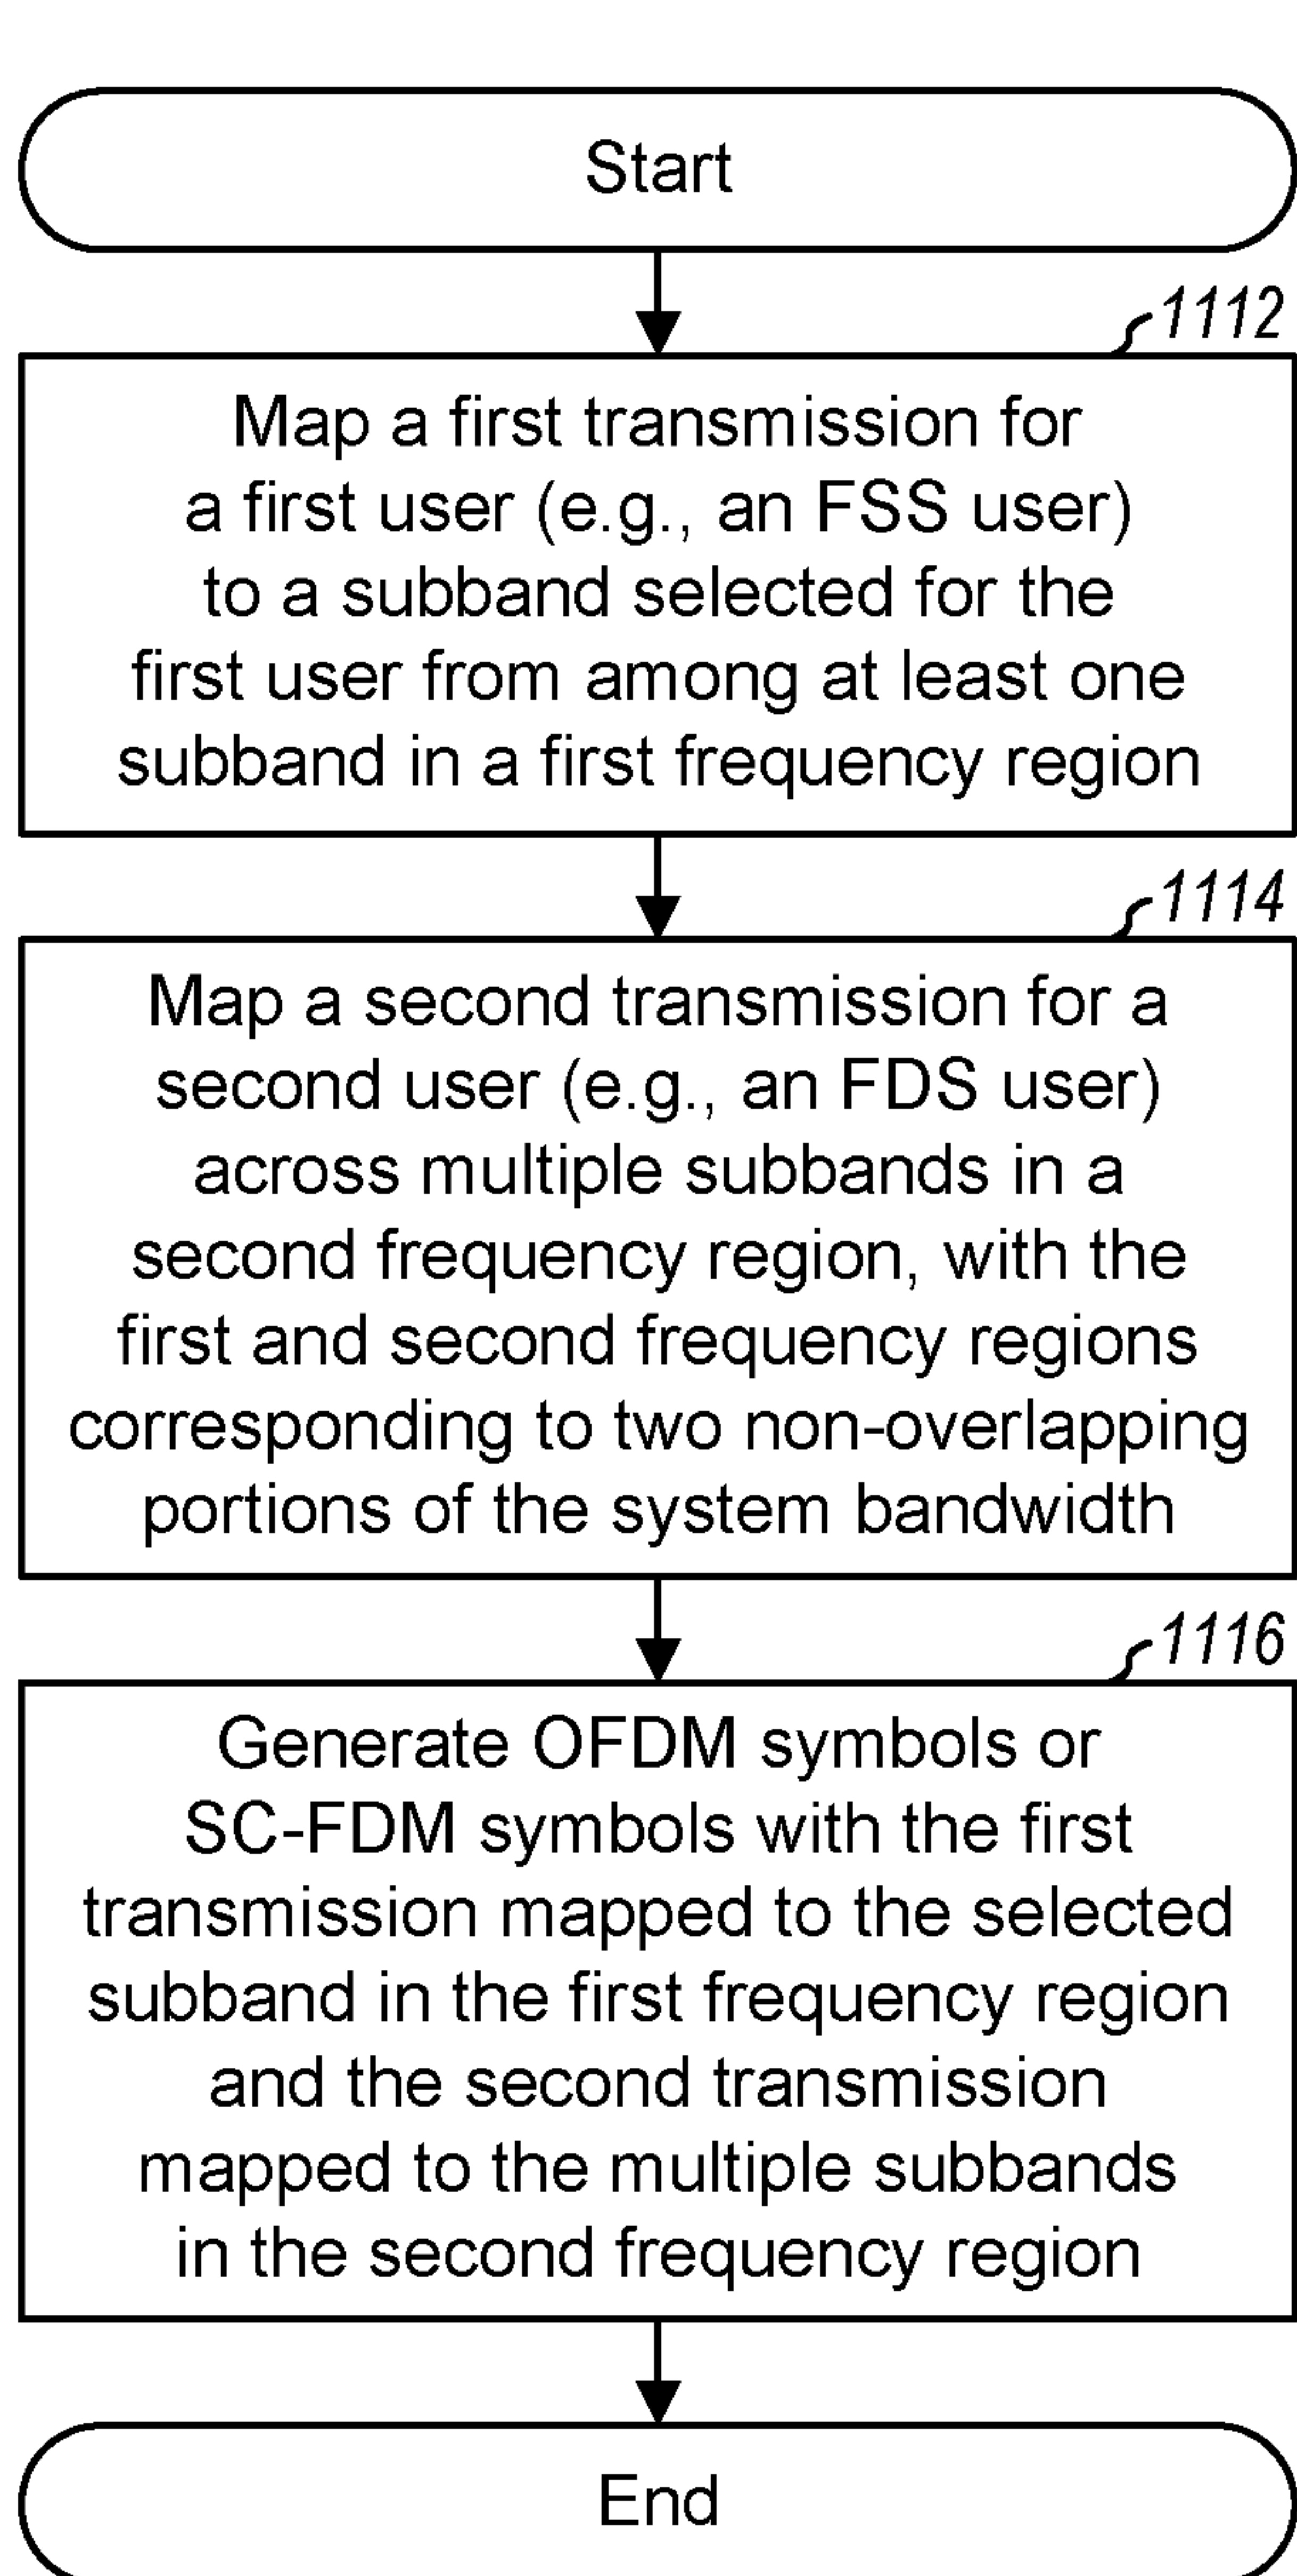 Start
1112
Map a first transmission for
a first user (e.g., an FSS user)
to a subband selected for the
first user from among at least one
subband in a first frequency region
1114
Map a second transmission for a
second user (e.g., an FDS user)
across multiple subbands in a
second frequency region, with the
first and second frequency regions
corresponding to two non-overlapping
portions of the system bandwidth
1116
Generate OFDM symbols or
SC-FDM symbols with the first
transmission mapped to the selected
subband in the first frequency region
and the second transmission
mapped to the multiple subbands
in the second frequency region
End